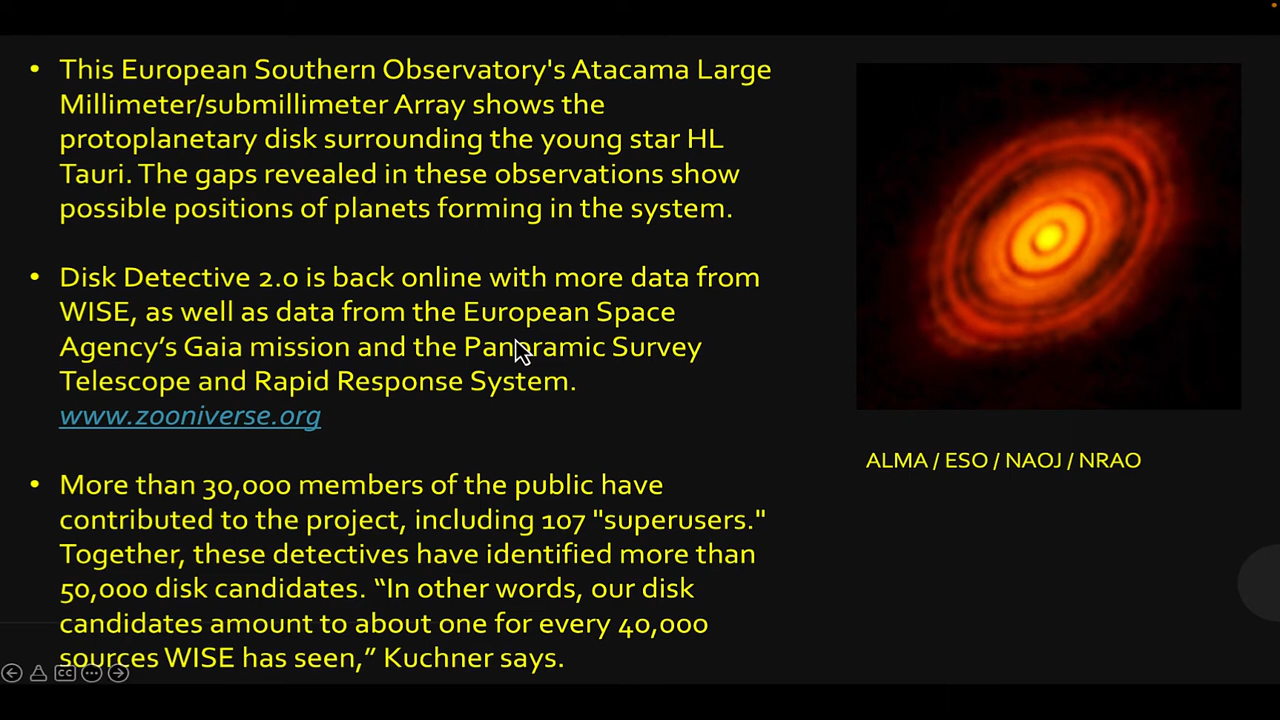 • This European Southern Observatory's Atacama Large
Millimeter/submillimeter Array shows the
protoplanetary disk surrounding the young star HL
Tauri. The gaps revealed in these observations show
possible positions of planets forming in the system.
• Disk Detective 2.0 is back online with more data from
WISE, as well as data from the European Space
Agency’s Gaia mission and the Panoramic Survey
Telescope and Rapid Response System.
www.zooniverse.org
• More than 30,000 members of the public have
contributed to the project, including 107 "superusers."
Together, these detectives have identified more than
50,000 disk candidates. “In other words, our disk
candidates amount to about one for every 40,000
sources WISE has seen,” Kuchner says.
ALMA / ESO / NAOJ / NRAO
CC